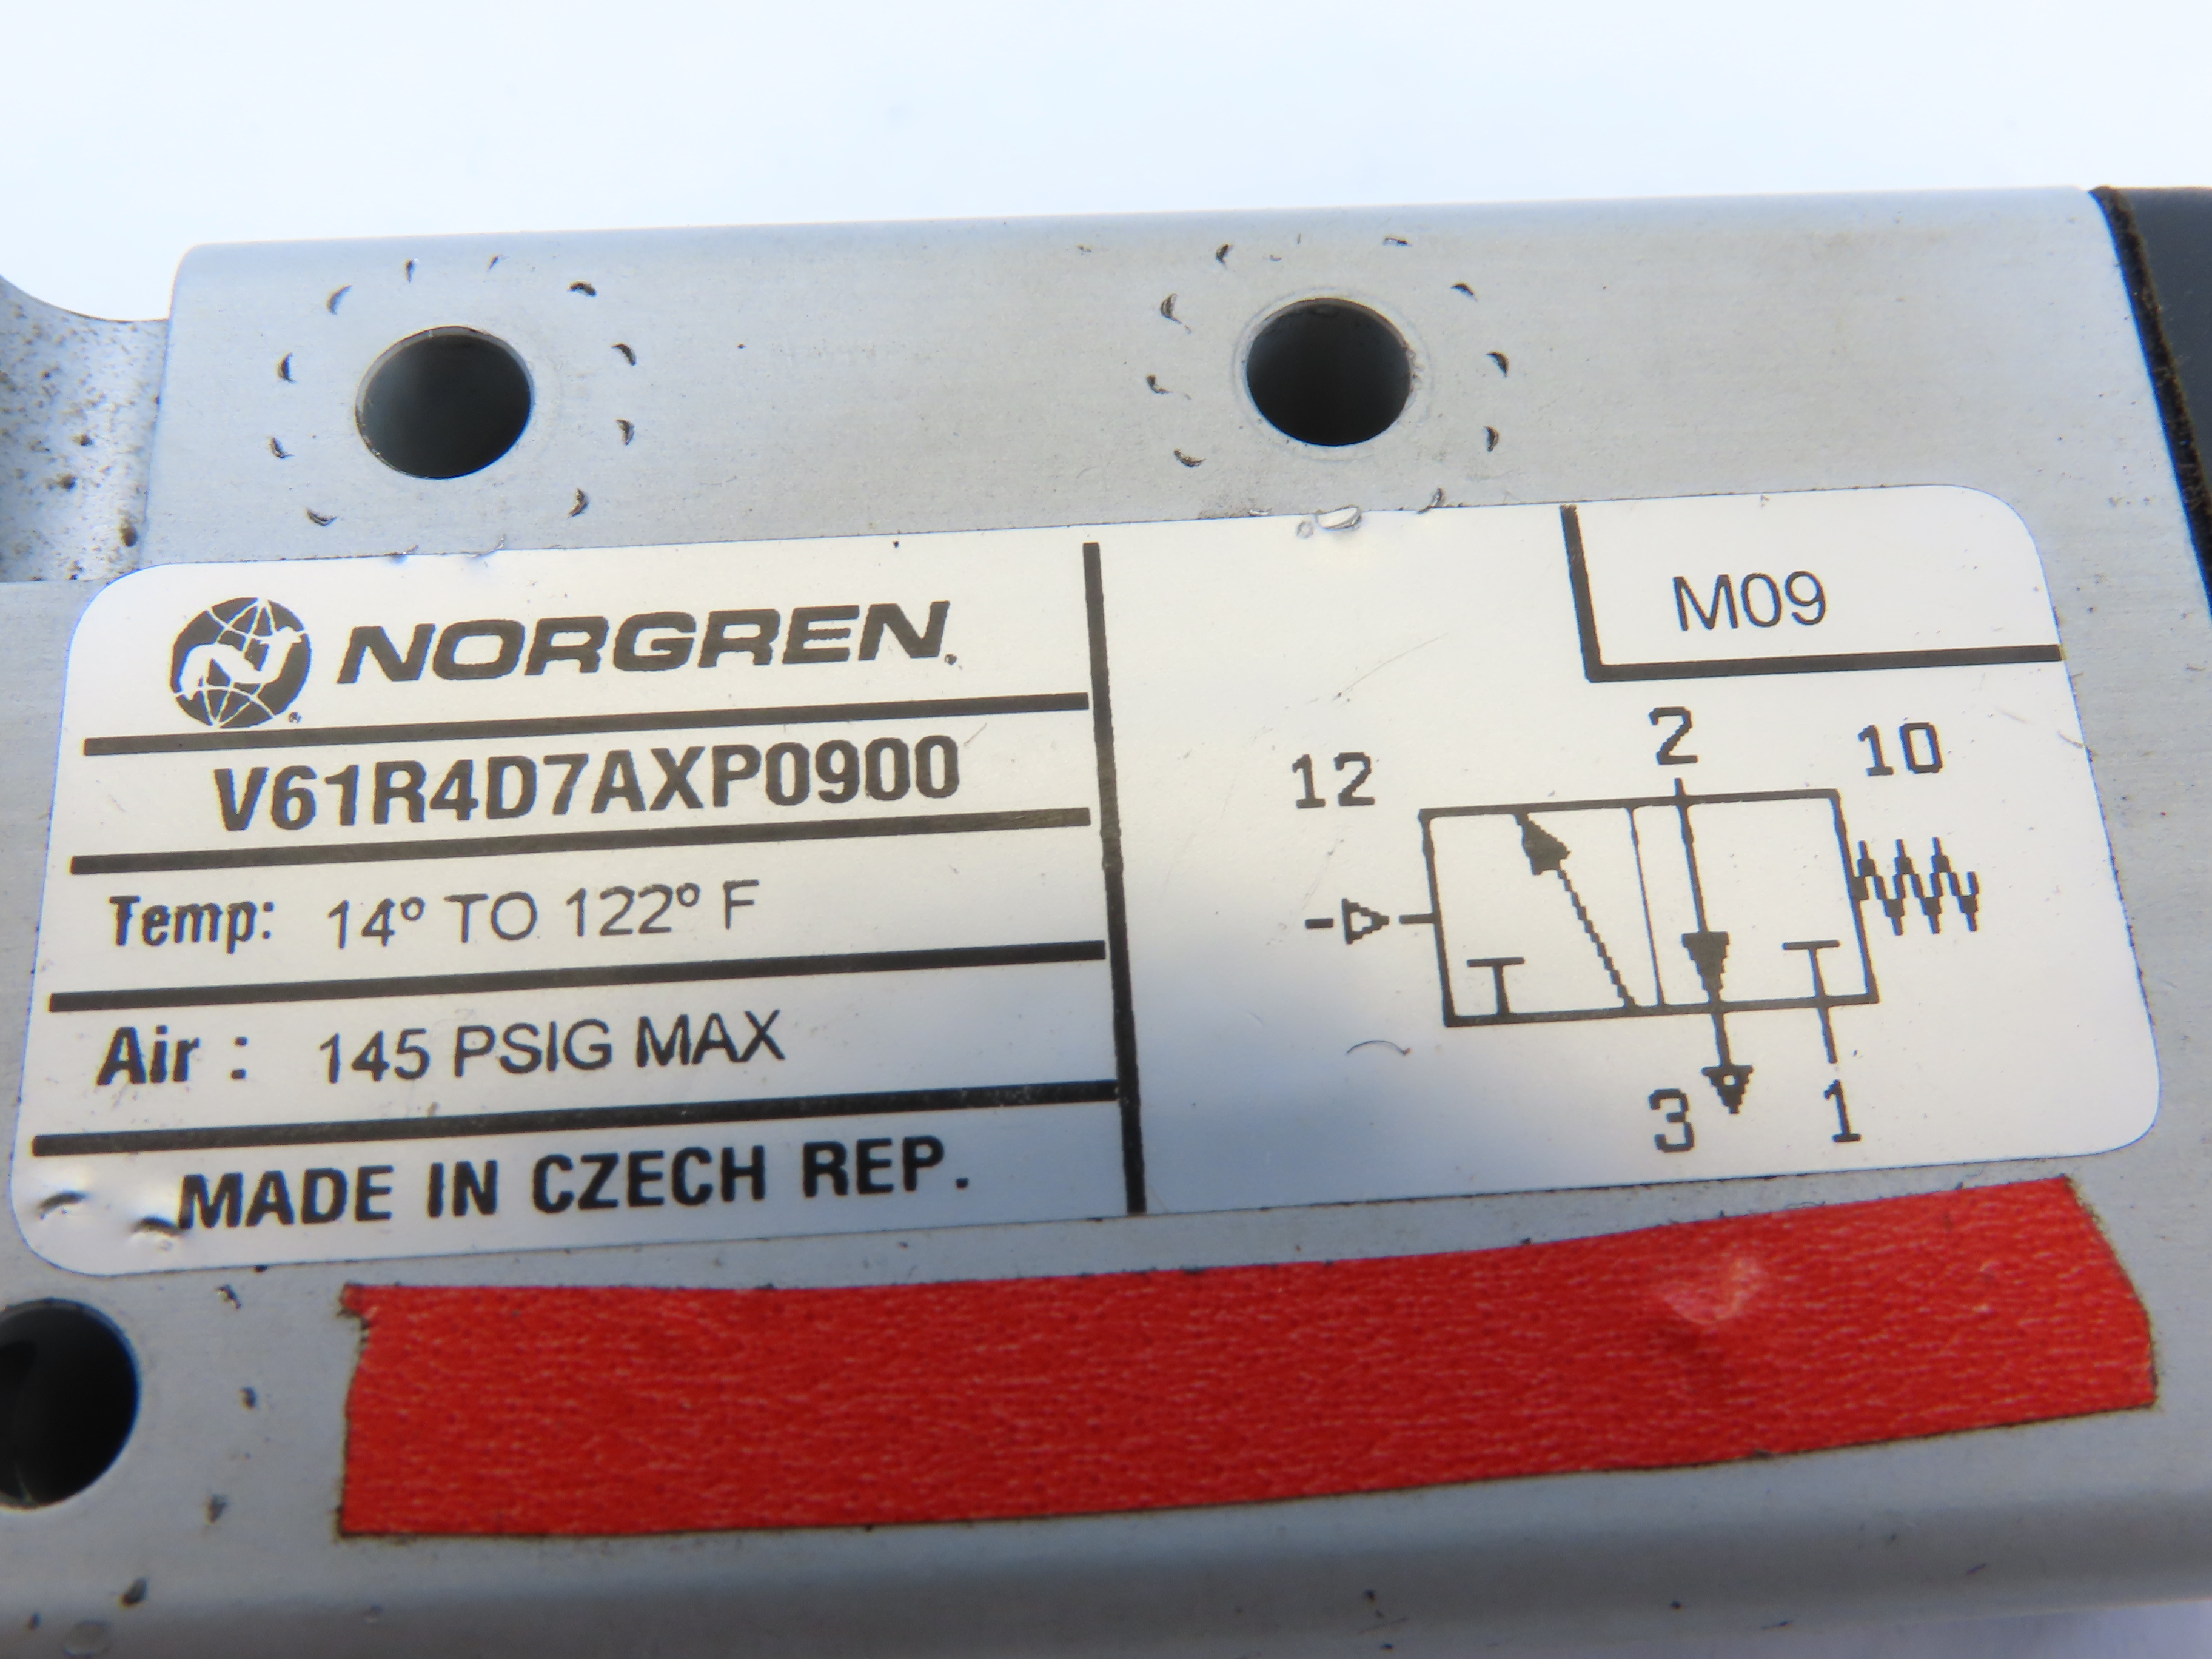 NORGREN.
V61R4D7AXP0900
Temp: 14° TO 122° F
Air : 145 PSIG MAX
MADE IN CZECH REP.
M09
12 2 10
3 1